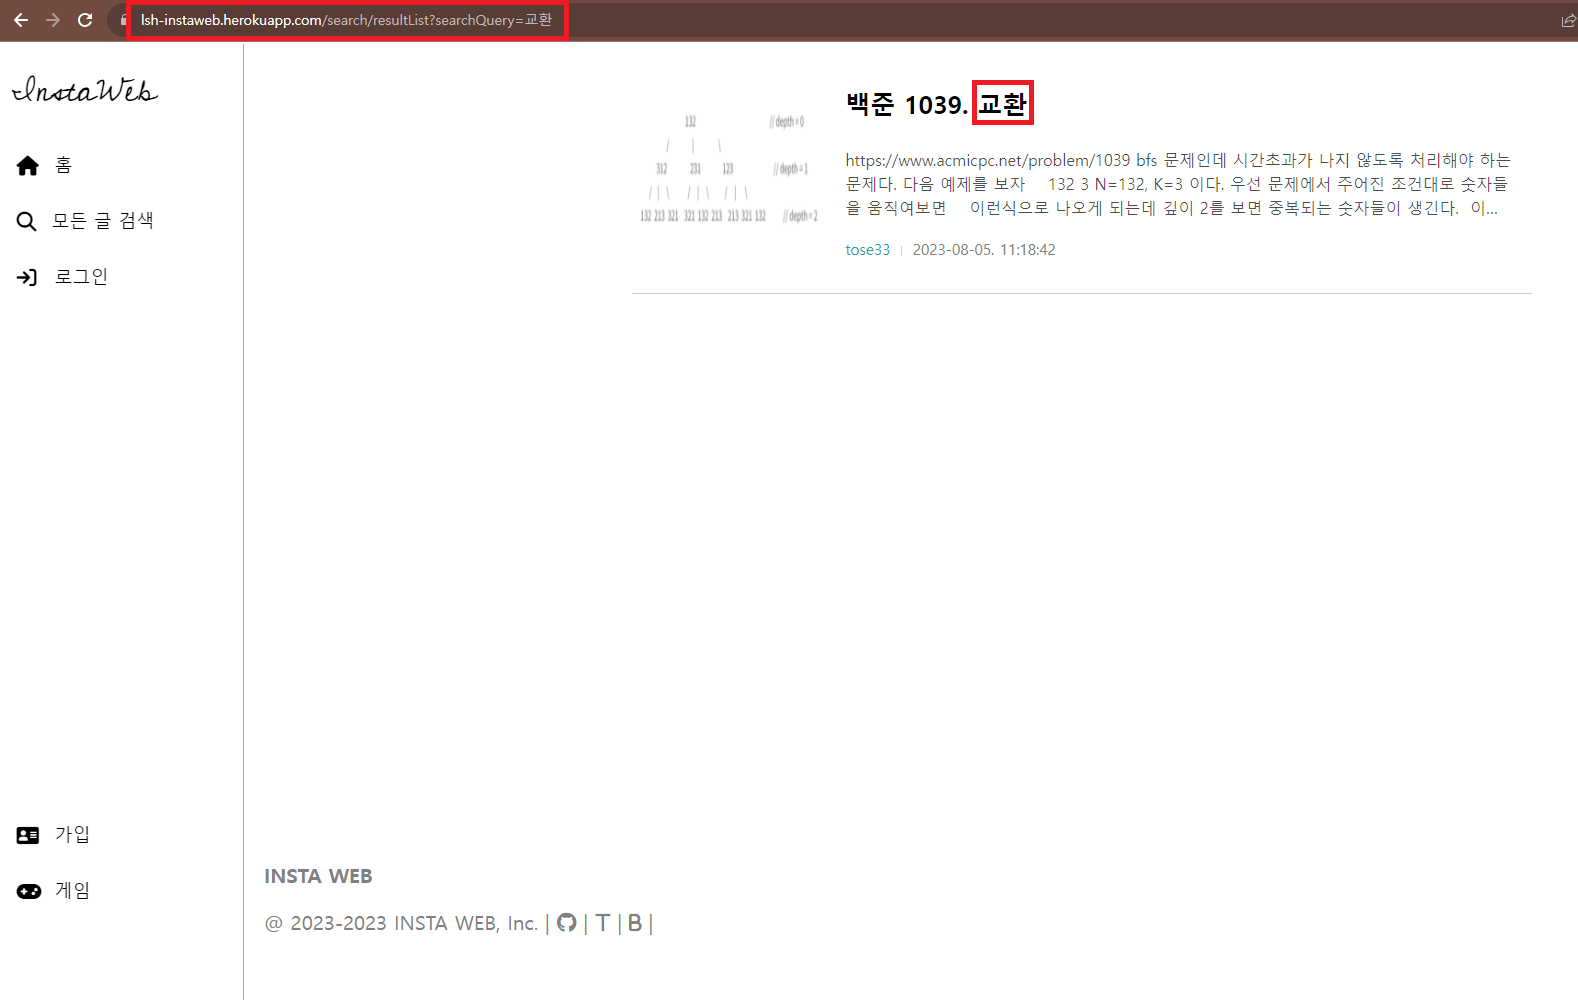 lsh-instaweb.herokuapp.com/search/resultList?searchQuery=교환
InstaWeb
홈
모든 글 검색
로그인
가입
게임
132 // depth = 0
/ | \
312 231 123 // depth = 1
/ | \ / | \ / | \
132 213 321 321 132 213 213 321 132 // depth = 2
백준 1039. 교환
https://www.acmicpc.net/problem/1039 bfs 문제인데 시간초과가 나지 않도록 처리해야 하는
문제다. 다음 예제를 보자 132 3 N=132, K=3 이다. 우선 문제에서 주어진 조건대로 숫자들
을 움직여보면 이런식으로 나오게 되는데 깊이 2를 보면 중복되는 숫자들이 생긴다. 이...
tose33 | 2023-08-05. 11:18:42
INSTA WEB
@ 2023-2023 INSTA WEB, Inc. | | T | B |